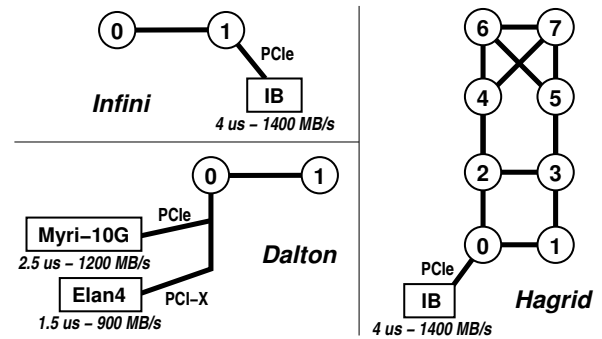 0 1
PCIe
IB
Infini
4 us – 1400 MB/s
0 1
PCIe
Myri–10G
2.5 us – 1200 MB/s
Dalton
Elan4
PCI–X
1.5 us – 900 MB/s
6 7
4 5
2 3
0 1
PCIe
IB
Hagrid
4 us – 1400 MB/s